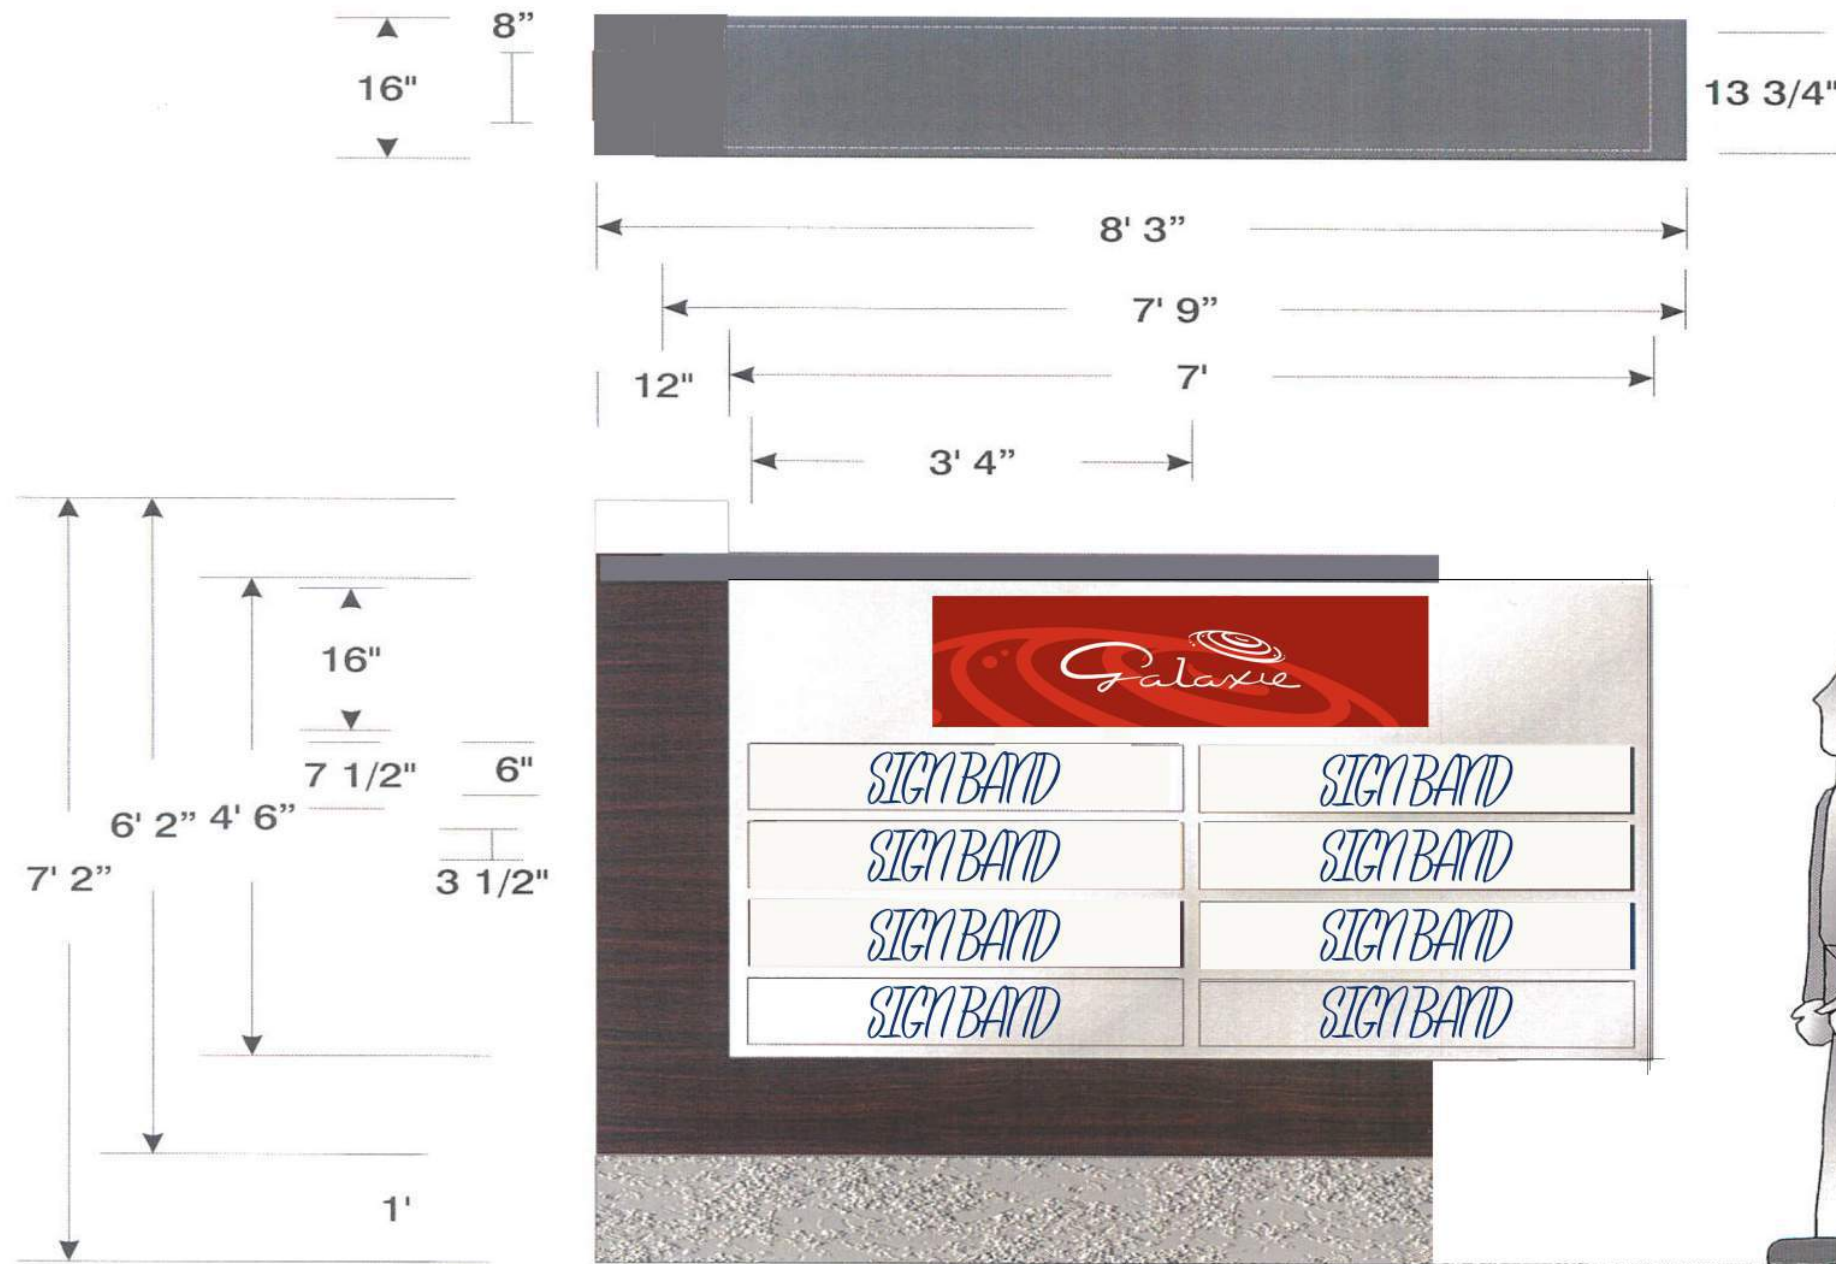 8”
16"
13 3/4"
8' 3”
7' 9”
12"
7'
3' 4”
16"
7 1/2"
6"
6' 2”
4' 6”
7' 2”
3 1/2"
1'
Galaxie
SIGN BAND
SIGN BAND
SIGN BAND
SIGN BAND
SIGN BAND
SIGN BAND
SIGN BAND
SIGN BAND